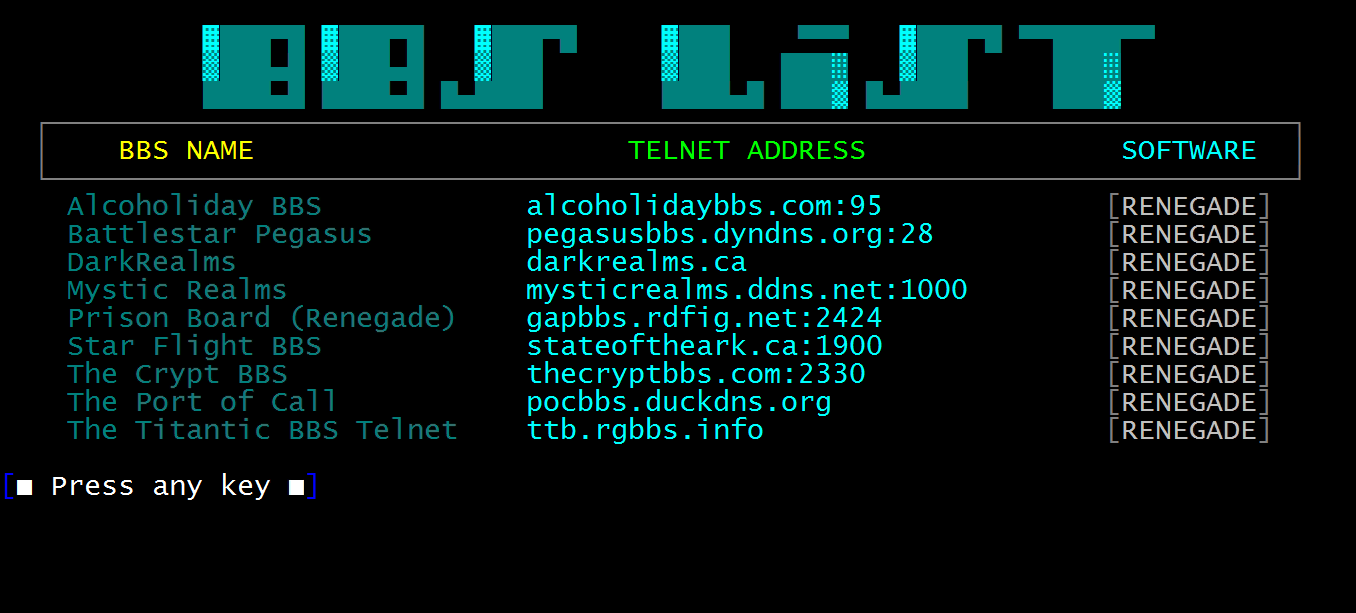 BBS LiST
BBS NAME TELNET ADDRESS SOFTWARE
Alcoholiday BBS alcoholidaybbs.com:95 [RENEGADE]
Battlestar Pegasus pegasusbbs.dyndns.org:28 [RENEGADE]
DarkRealms darkrealms.ca [RENEGADE]
Mystic Realms mysticrealms.ddns.net:1000 [RENEGADE]
Prison Board (Renegade) gapbbs.rdfig.net:2424 [RENEGADE]
Star Flight BBS stateoftheark.ca:1900 [RENEGADE]
The Crypt BBS thecryptbbs.com:2330 [RENEGADE]
The Port of Call pocbbs.duckdns.org [RENEGADE]
The Titantic BBS Telnet ttb.rgbbs.info [RENEGADE]
[■ Press any key ■]